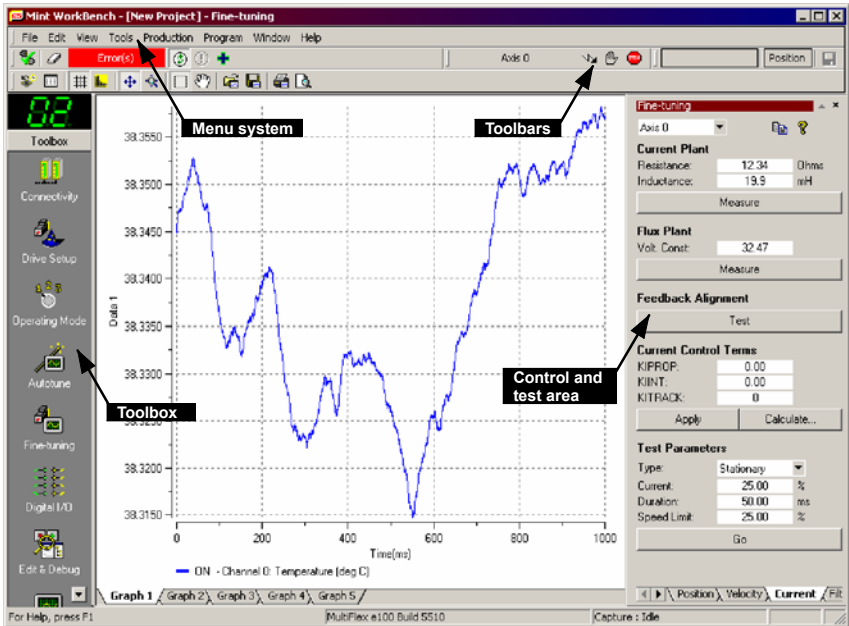 Mint WorkBench - [New Project] - Fine-tuning
File Edit View Tools Production Program Window Help
Error(s) Axis 0 STOP Position
02
Toolbox
Connectivity
Drive Setup
Operating Mode
Autotune
Fine-tuning
Digital I/O
Edit & Debug
Menu system
Toolbars
Toolbox
Control and
test area
Data 1
38.3550
38.3500
38.3450
38.3400
38.3350
38.3300
38.3250
38.3200
38.3150
0 200 400 600 800 1000
Time(ms)
ON - Channel 0: Temperature (deg C)
Graph 1 Graph 2 Graph 3 Graph 4 Graph 5
Fine-tuning
Axis 0
Current Plant
Resistance: 12.34 Ohms
Inductance: 19.9 mH
Measure
Flux Plant
Volt. Const: 32.47
Measure
Feedback Alignment
Test
Current Control Terms
KIPROP: 0.00
KIINT: 0.00
KITRACK: 0
Apply Calculate...
Test Parameters
Type: Stationary
Current: 25.00 %
Duration: 50.00 ms
Speed Limit: 25.00 %
Go
Position Velocity Current Filt
For Help, press F1 MultiFlex e100 Build 5510 Capture : Idle